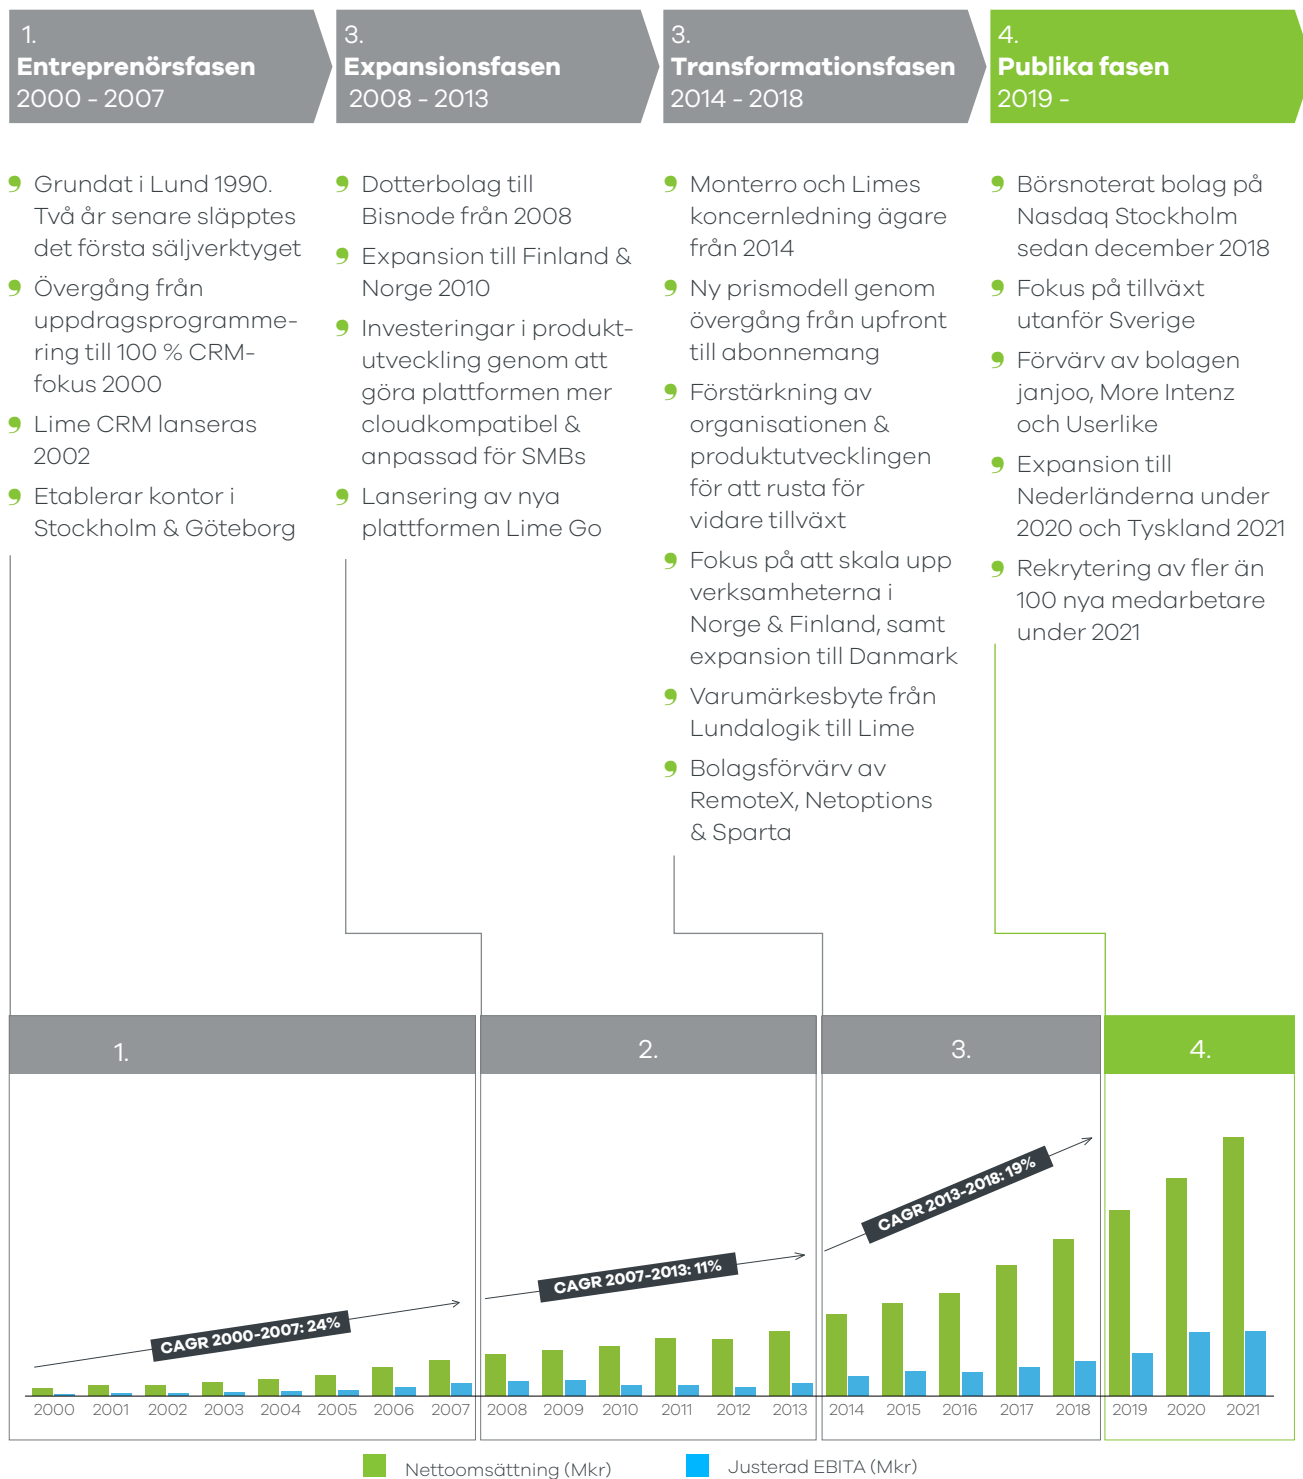 1.
Entreprenörsfasen
2000 - 2007
3.
Expansionsfasen
2008 - 2013
3.
Transformationsfasen
2014 - 2018
4.
Publika fasen
2019 -
Grundat i Lund 1990.
Två år senare släpptes
det första säljverktyget
Övergång från
uppdragsprogramme-
ring till 100 % CRM-
fokus 2000
Lime CRM lanseras
2002
Etablerar kontor i
Stockholm & Göteborg
Dotterbolag till
Bisnode från 2008
Expansion till Finland &
Norge 2010
Investeringar i produkt-
utveckling genom att
göra plattformen mer
cloudkompatibel &
anpassad för SMBs
Lansering av nya
plattformen Lime Go
Monterro och Limes
koncernledning ägare
från 2014
Ny prismodell genom
övergång från upfront
till abonnemang
Förstärkning av
organisationen &
produktutvecklingen
för att rusta för
vidare tillväxt
Fokus på att skala upp
verksamheterna i
Norge & Finland, samt
expansion till Danmark
Varumärkesbyte från
Lundalogik till Lime
Bolagsförvärv av
RemoteX, Netoptions
& Sparta
Börsnoterat bolag på
Nasdaq Stockholm
sedan december 2018
Fokus på tillväxt
utanför Sverige
Förvärv av bolagen
janjoo, More Intenz
och Userlike
Expansion till
Nederländerna under
2020 och Tyskland 2021
Rekrytering av fler än
100 nya medarbetare
under 2021
1.
2.
3.
4.
CAGR 2000-2007: 24%
CAGR 2007-2013: 11%
CAGR 2013-2018: 19%
2000 2001 2002 2003 2004 2005 2006 2007 2008 2009 2010 2011 2012 2013 2014 2015 2016 2017 2018 2019 2020 2021
Nettoomsättning (Mkr)
Justerad EBITA (Mkr)